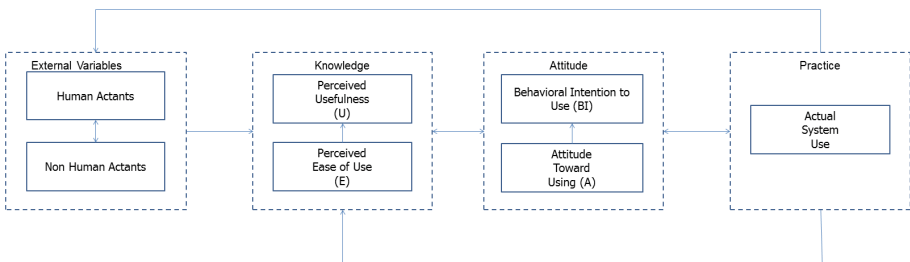 External Variables
Human Actants
Non Human Actants
Knowledge
Perceived
Usefulness
(U)
Perceived
Ease of Use
(E)
Attitude
Behavioral Intention to
Use (BI)
Attitude
Toward
Using (A)
Practice
Actual
System
Use